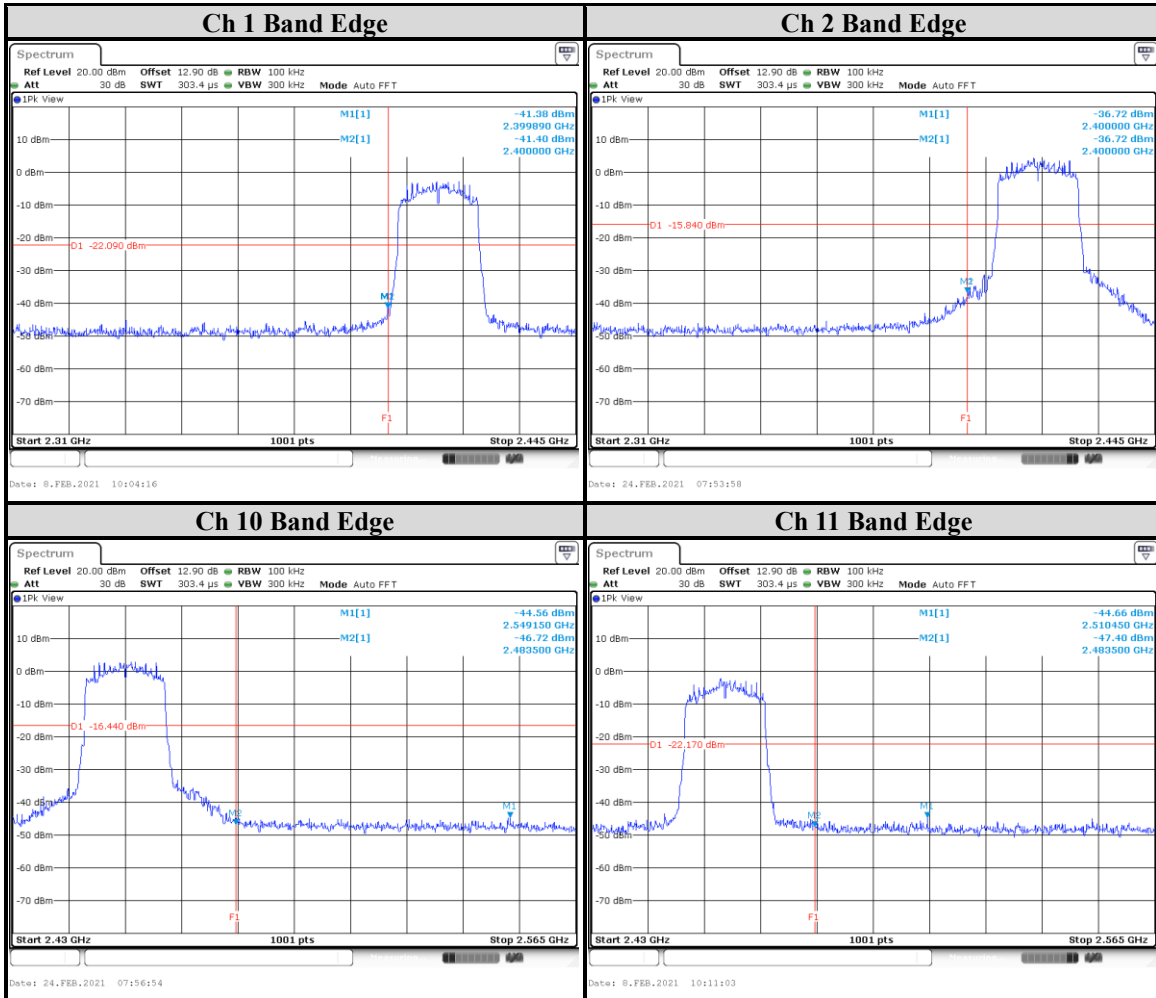 Ch 1 Band Edge
Spectrum
Ref Level 20.00 dBm Offset 12.90 dB RBW 100 kHz
Att 30 dB SWT 303.4 µs VBW 300 kHz Mode Auto FFT
1Pk View
M1[1] -41.38 dBm
2.399890 GHz
M2[1] -41.40 dBm
2.400000 GHz
10 dBm
0 dBm
-10 dBm
-20 dBm
D1 -22.090 dBm
-30 dBm
M2
-40 dBm
-50 dBm
-60 dBm
-70 dBm
F1
Start 2.31 GHz 1001 pts Stop 2.445 GHz
Date: 8.FEB.2021 10:04:16
Ch 2 Band Edge
Spectrum
Ref Level 20.00 dBm Offset 12.90 dB RBW 100 kHz
Att 30 dB SWT 303.4 µs VBW 300 kHz Mode Auto FFT
1Pk View
M1[1] -36.72 dBm
2.400000 GHz
M2[1] -36.72 dBm
2.400000 GHz
10 dBm
0 dBm
-10 dBm
D1 -15.840 dBm
-20 dBm
-30 dBm
M2
-40 dBm
-50 dBm
-60 dBm
-70 dBm
F1
Start 2.31 GHz 1001 pts Stop 2.445 GHz
Date: 24.FEB.2021 07:53:58
Ch 10 Band Edge
Spectrum
Ref Level 20.00 dBm Offset 12.90 dB RBW 100 kHz
Att 30 dB SWT 303.4 µs VBW 300 kHz Mode Auto FFT
1Pk View
M1[1] -44.56 dBm
2.549150 GHz
M2[1] -46.72 dBm
2.483500 GHz
10 dBm
0 dBm
-10 dBm
D1 -16.440 dBm
-20 dBm
-30 dBm
-40 dBm
M2 M1
-50 dBm
-60 dBm
-70 dBm
F1
Start 2.43 GHz 1001 pts Stop 2.565 GHz
Date: 24.FEB.2021 07:56:54
Ch 11 Band Edge
Spectrum
Ref Level 20.00 dBm Offset 12.90 dB RBW 100 kHz
Att 30 dB SWT 303.4 µs VBW 300 kHz Mode Auto FFT
1Pk View
M1[1] -44.66 dBm
2.510450 GHz
M2[1] -47.40 dBm
2.483500 GHz
10 dBm
0 dBm
-10 dBm
-20 dBm
D1 -22.170 dBm
-30 dBm
-40 dBm
M2 M1
-50 dBm
-60 dBm
-70 dBm
F1
Start 2.43 GHz 1001 pts Stop 2.565 GHz
Date: 8.FEB.2021 10:11:03